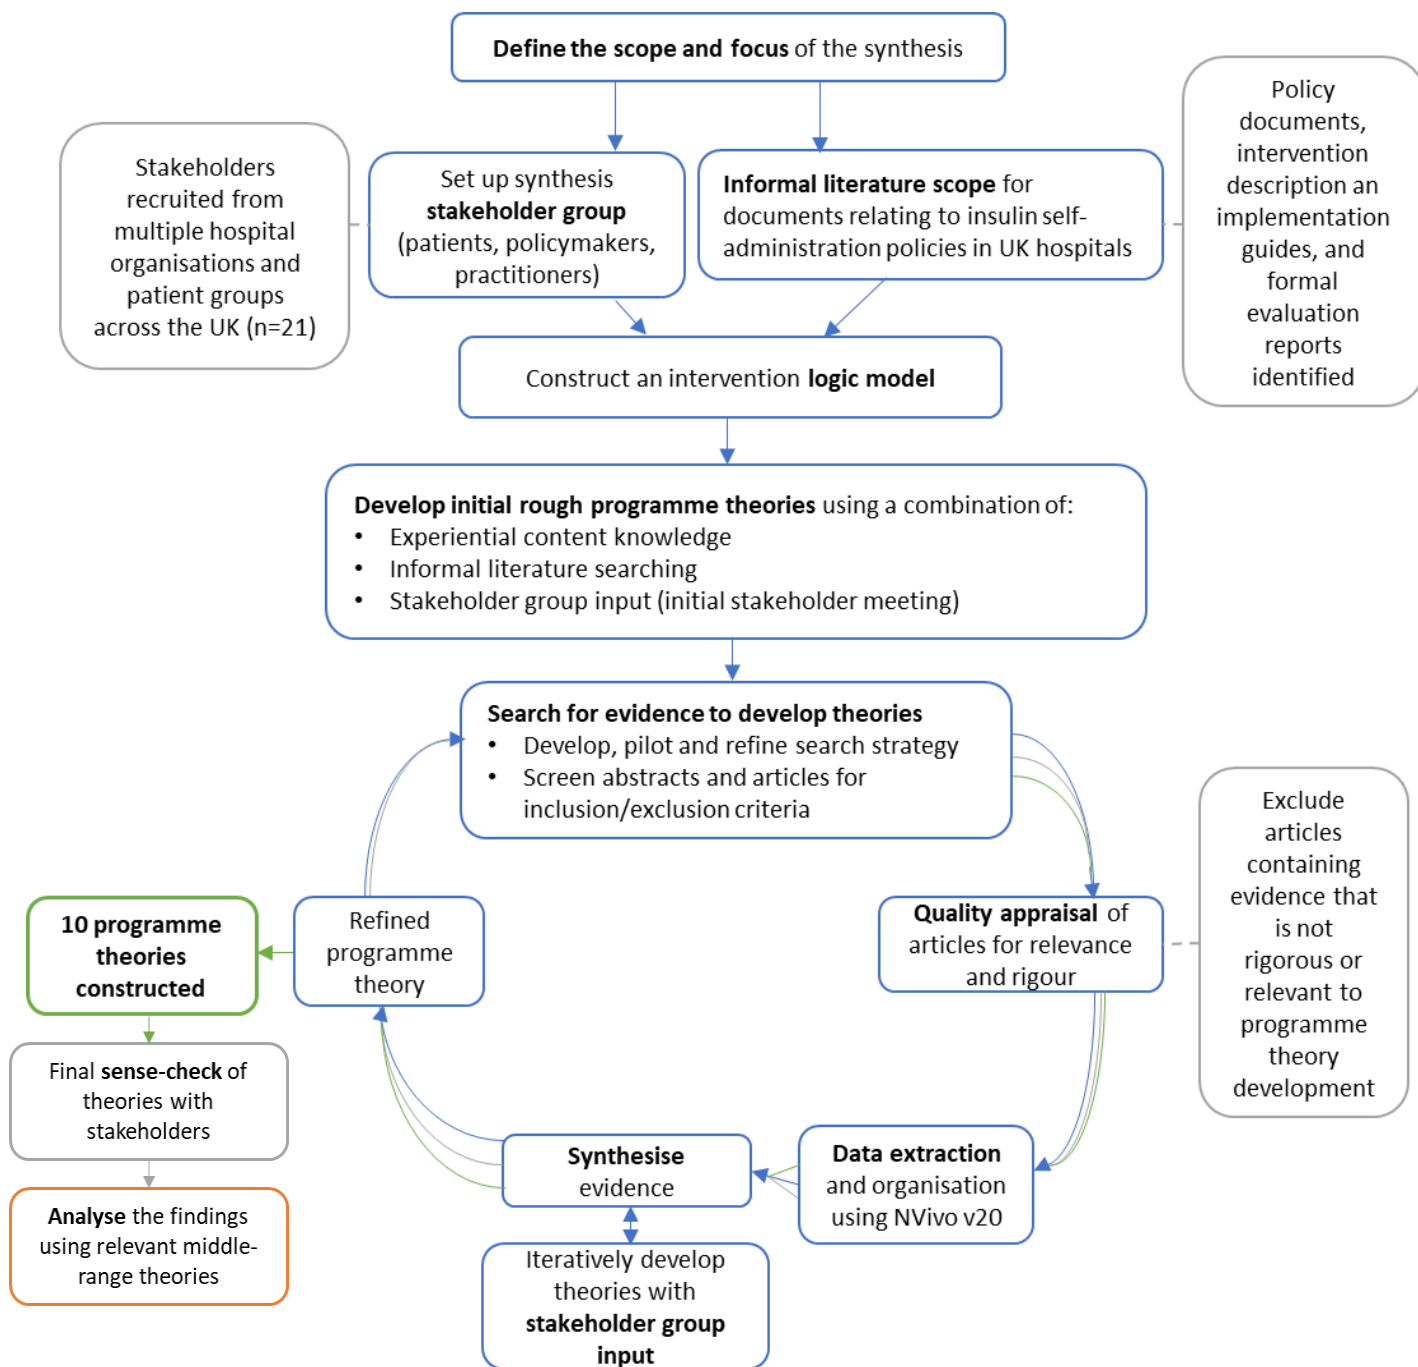 Define the scope and focus of the synthesis
Stakeholders
recruited from
multiple hospital
organisations and
patient groups
across the UK (n=21)
Set up synthesis
stakeholder group
(patients, policymakers,
practitioners)
Informal literature scope for
documents relating to insulin self-
administration policies in UK hospitals
Policy
documents,
intervention
description an
implementation
guides, and
formal
evaluation
reports
identified
Construct an intervention logic model
Develop initial rough programme theories using a combination of:
• Experiential content knowledge
• Informal literature searching
• Stakeholder group input (initial stakeholder meeting)
Search for evidence to develop theories
• Develop, pilot and refine search strategy
• Screen abstracts and articles for
inclusion/exclusion criteria
Quality appraisal of
articles for relevance
and rigour
Exclude
articles
containing
evidence that
is not
rigorous or
relevant to
programme
theory
development
Data extraction
and organisation
using NVivo v20
Synthesise
evidence
Iteratively develop
theories with
stakeholder group
input
Refined
programme
theory
10 programme
theories
constructed
Final sense-check of
theories with
stakeholders
Analyse the findings
using relevant middle-
range theories